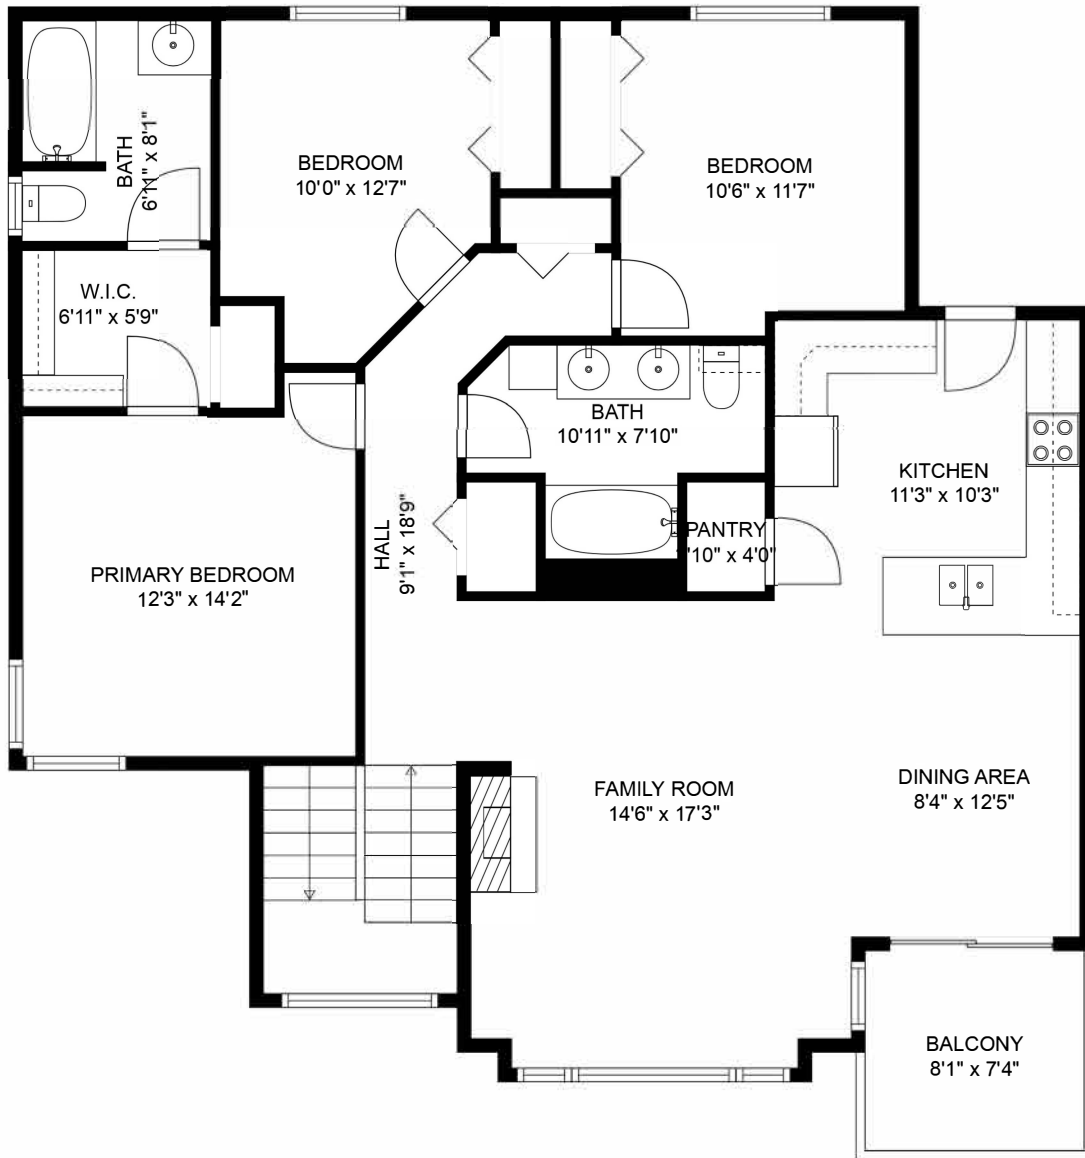 BATH
6'11" x 8'1"
BEDROOM
10'0" x 12'7"
BEDROOM
10'6" x 11'7"
W.I.C.
6'11" x 5'9"
BATH
10'11" x 7'10"
KITCHEN
11'3" x 10'3"
HALL
9'1" x 18'9"
PANTRY
'10" x 4'0"
PRIMARY BEDROOM
12'3" x 14'2"
FAMILY ROOM
14'6" x 17'3"
DINING AREA
8'4" x 12'5"
BALCONY
8'1" x 7'4"